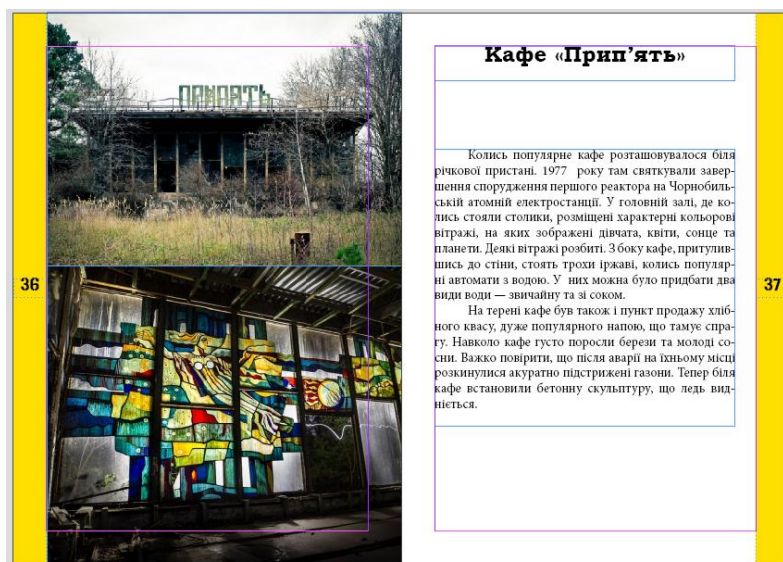 ПРИПЯТЬ
36
Кафе «Прип’ять»
Колись популярне кафе розташовувалося біля
річкової пристані. 1977 року там святкували завер-
шення спорудження першого реактора на Чорнобиль-
ській атомній електростанції. У головній залі, де ко-
лись стояли столики, розміщені характерні кольорові
вітражі, на яких зображені дівчата, квіти, сонце та
планети. Деякі вітражі розбиті. З боку кафе, притулив-
шись до стіни, стоять трохи іржаві, колись популяр-
ні автомати з водою. У них можна було придбати два
види води — звичайну та зі соком.
На терені кафе був також і пункт продажу хліб-
ного квасу, дуже популярного напою, що тамує спра-
гу. Навколо кафе густо поросли берези та молоді со-
сни. Важко повірити, що після аварії на їхньому місці
розкинулися акуратно підстрижені газони. Тепер біля
кафе встановили бетонну скульптуру, що ледь вид-
ніється.
37